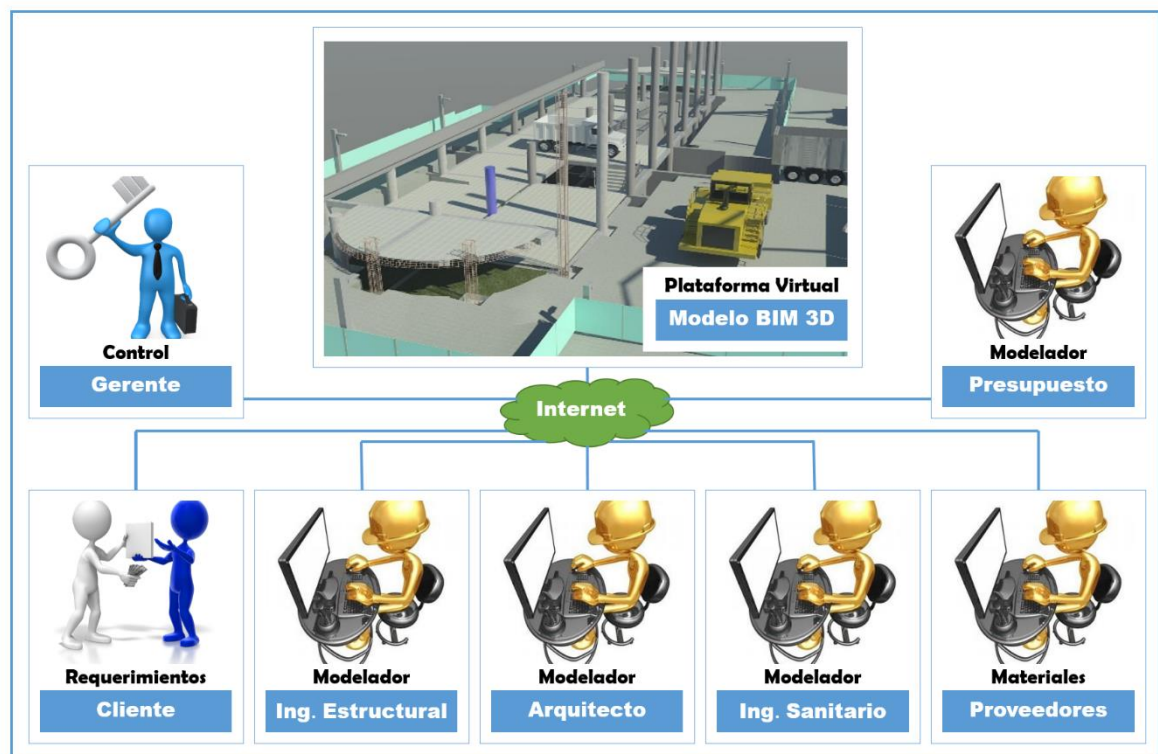 Plataforma Virtual
Modelo BIM 3D
Control
Gerente
Modelador
Presupuesto
Internet
Requerimientos
Cliente
Modelador
Ing. Estructural
Modelador
Arquitecto
Modelador
Ing. Sanitario
Materiales
Proveedores